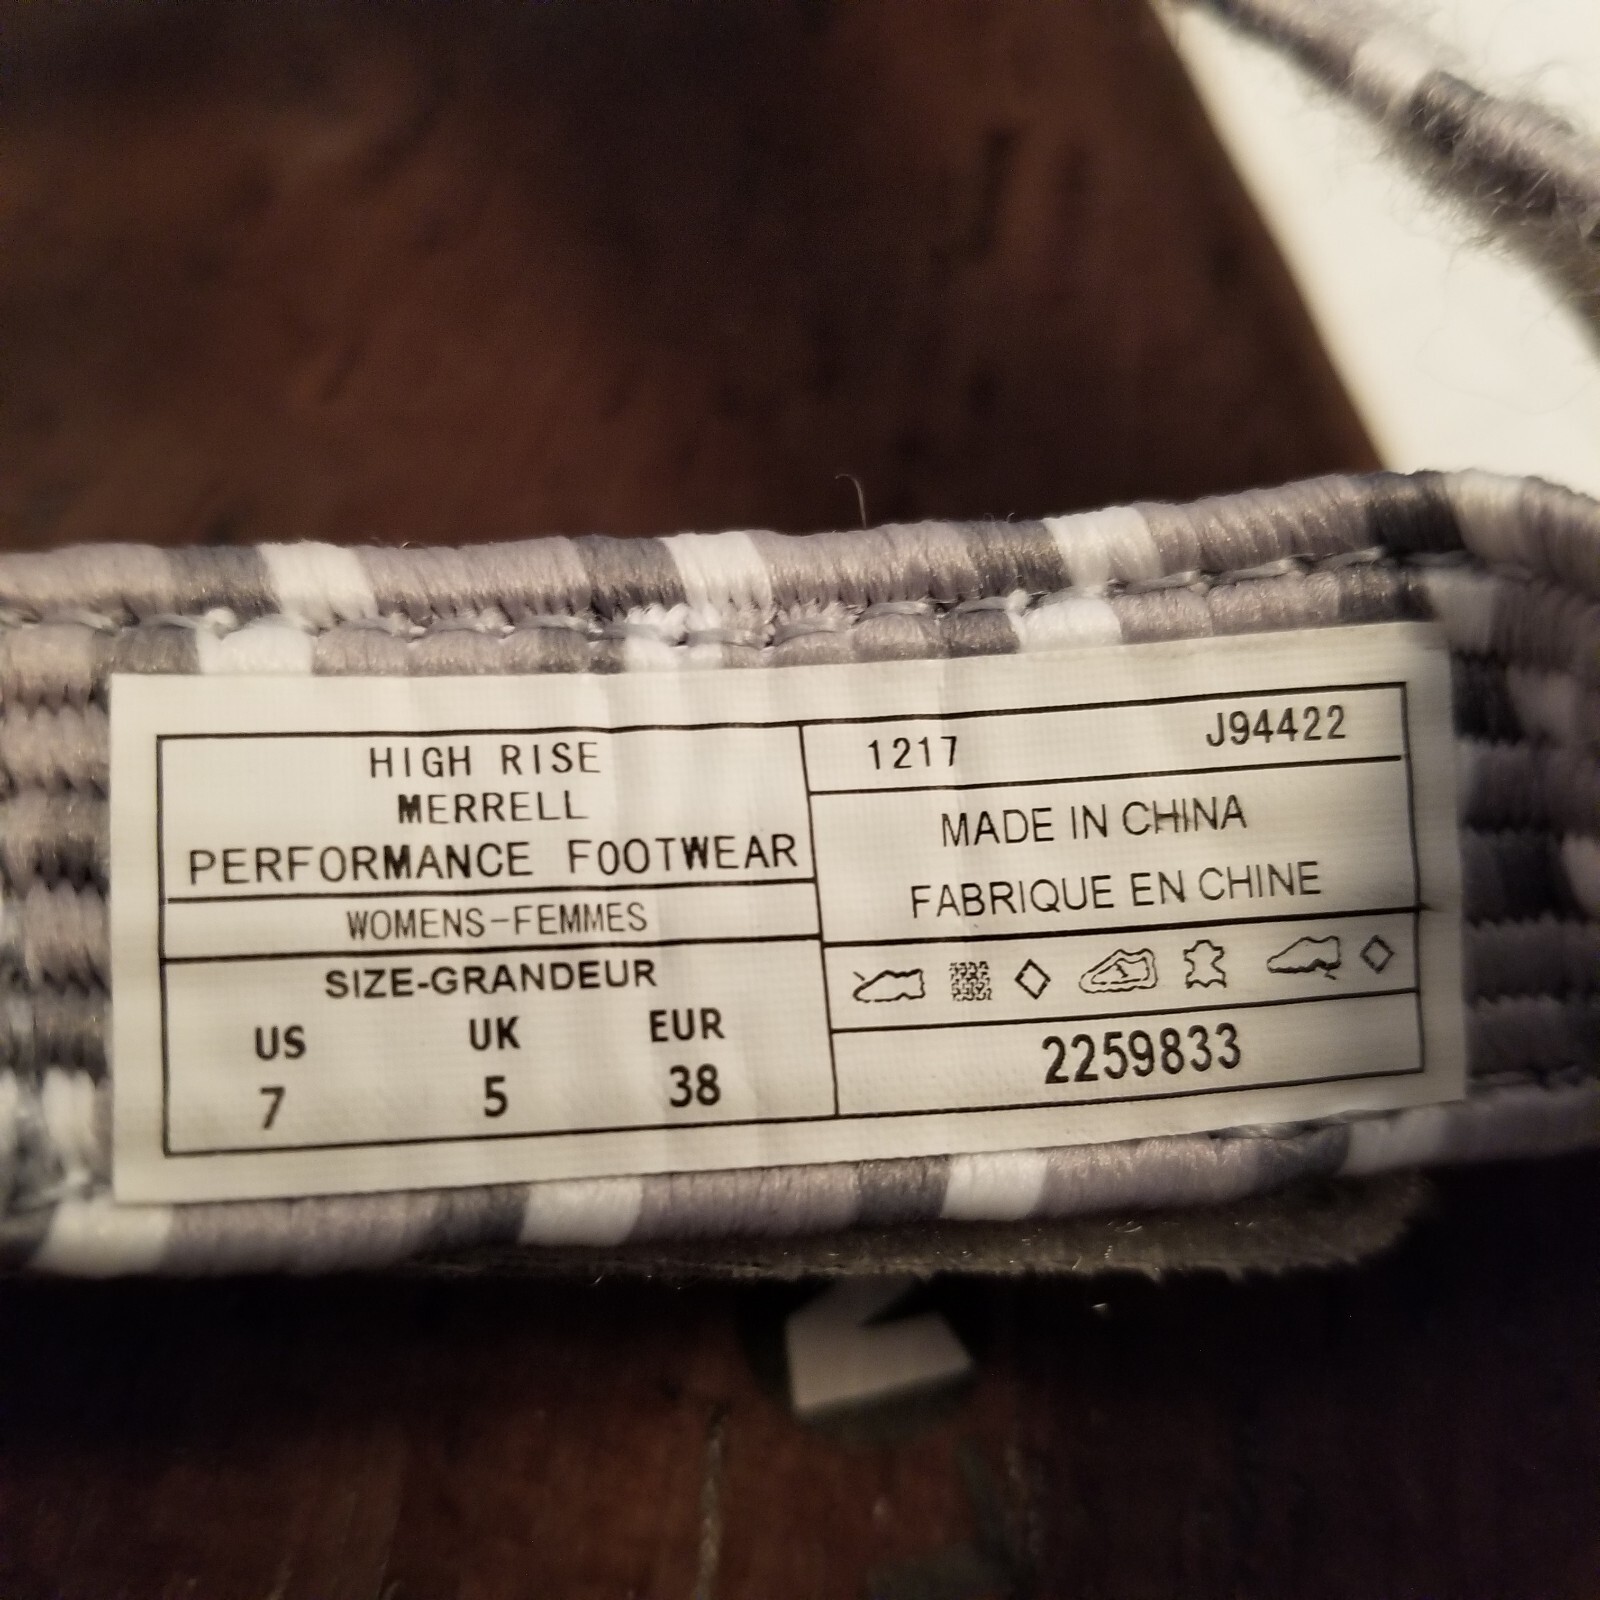 HIGH RISE
MERRELL
PERFORMANCE FOOTWEAR
WOMENS-FEMMES
SIZE-GRANDEUR
US UK EUR
7 5 38
1217 J94422
MADE IN CHINA
FABRIQUE EN CHINE
2259833